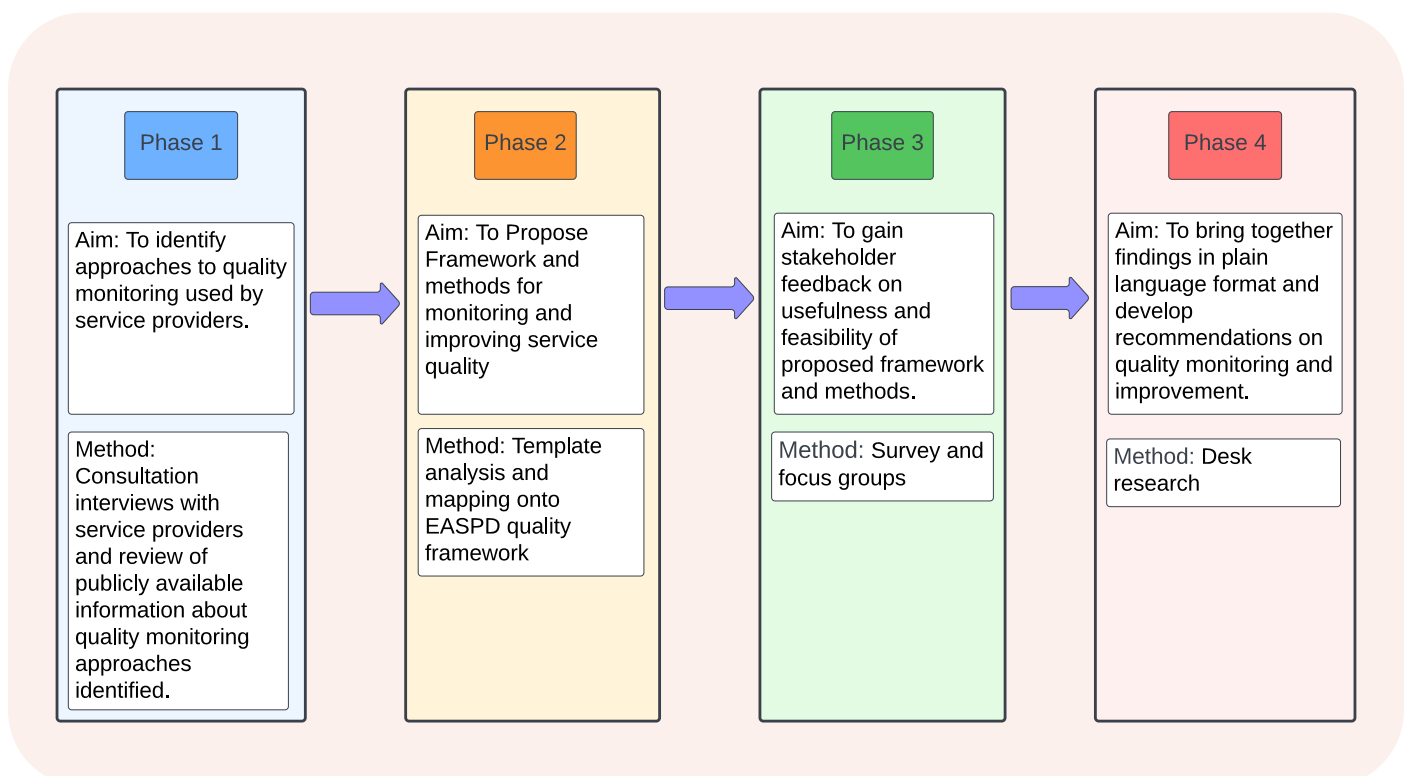 Phase 1
Aim: To identify
approaches to quality
monitoring used by
service providers.
Method:
Consultation
interviews with
service providers
and review of
publicly available
information about
quality monitoring
approaches
identified.
Phase 2
Aim: To Propose
Framework and
methods for
monitoring and
improving service
quality
Method: Template
analysis and
mapping onto
EASPD quality
framework
Phase 3
Aim: To gain
stakeholder
feedback on
usefulness and
feasibility of
proposed framework
and methods.
Method: Survey and
focus groups
Phase 4
Aim: To bring together
findings in plain
language format and
develop
recommendations on
quality monitoring and
improvement.
Method: Desk
research